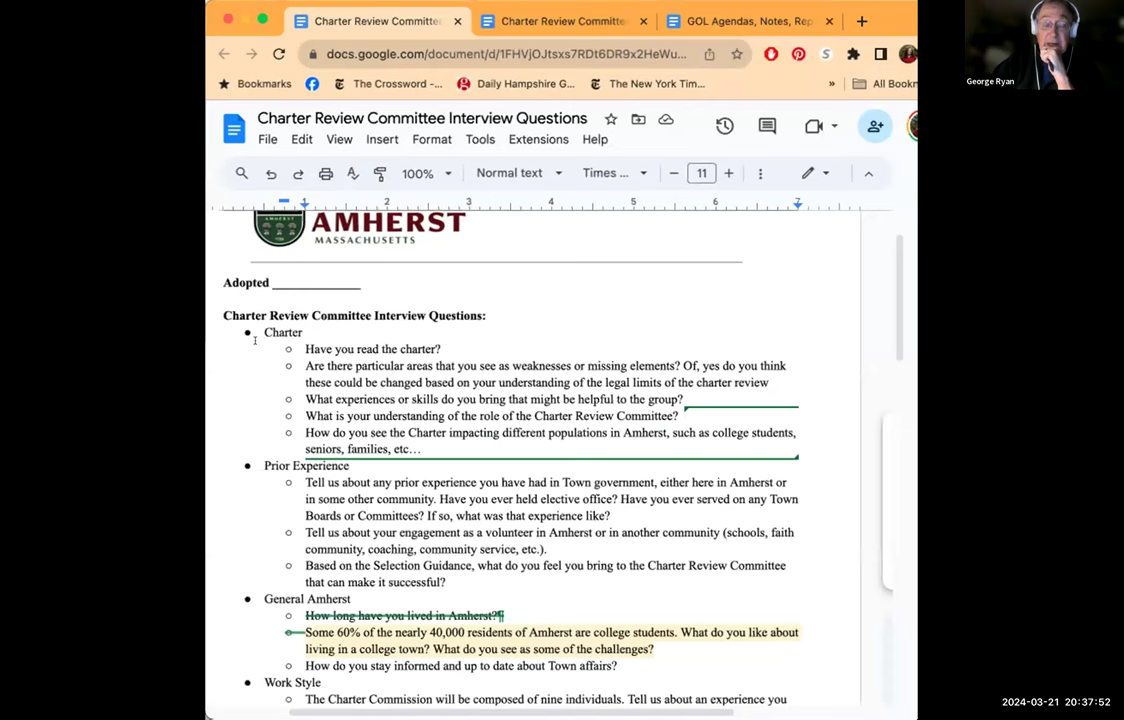 Charter Review Committe
Charter Review Committe
GOL Agendas, Notes, Rep
docs.google.com/document/d/1FHVjOJtsxs7RDt6DR9x2HeWu...
Bookmarks
The Crossword -...
Daily Hampshire G...
The New York Tim...
»
All Bookn
Charter Review Committee Interview Questions
File Edit View Insert Format Tools Extensions Help
100% Normal text Times ... 11
1 2 3 4 5 6 7
AMHERST
MASSACHUSETTS
Adopted ____________
Charter Review Committee Interview Questions:
● Charter
○ Have you read the charter?
○ Are there particular areas that you see as weaknesses or missing elements? Of, yes do you think
these could be changed based on your understanding of the legal limits of the charter review
○ What experiences or skills do you bring that might be helpful to the group?
○ What is your understanding of the role of the Charter Review Committee?
○ How do you see the Charter impacting different populations in Amherst, such as college students,
seniors, families, etc…
● Prior Experience
○ Tell us about any prior experience you have had in Town government, either here in Amherst or
in some other community. Have you ever held elective office? Have you ever served on any Town
Boards or Committees? If so, what was that experience like?
○ Tell us about your engagement as a volunteer in Amherst or in another community (schools, faith
community, coaching, community service, etc.).
○ Based on the Selection Guidance, what do you feel you bring to the Charter Review Committee
that can make it successful?
● General Amherst
○ How long have you lived in Amherst?¶
○ Some 60% of the nearly 40,000 residents of Amherst are college students. What do you like about
living in a college town? What do you see as some of the challenges?
○ How do you stay informed and up to date about Town affairs?
● Work Style
○ The Charter Commission will be composed of nine individuals. Tell us about an experience you
George Ryan
2024-03-21 20:37:52